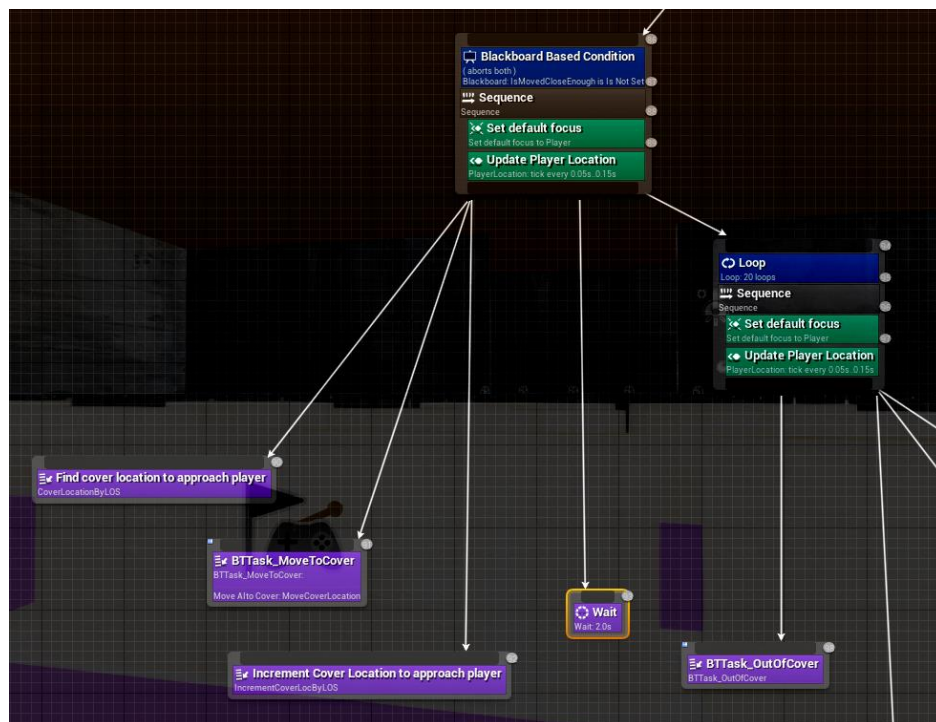 Blackboard Based Condition
( aborts both )
Blackboard: IsMovedCloseEnough is Is Not Set
Sequence
Sequence
Set default focus
Set default focus to Player
Update Player Location
PlayerLocation: tick every 0.05s..0.15s
Loop
Loop: 20 loops
Sequence
Sequence
Set default focus
Set default focus to Player
Update Player Location
PlayerLocation: tick every 0.05s..0.15s
Find cover location to approach player
CoverLocationByLOS
BTTask_MoveToCover
BTTask_MoveToCover:
Move AI to Cover: MoveCoverLocation
Wait
Wait: 2.0s
Increment Cover Location to approach player
IncrementCoverLocByLOS
BTTask_OutOfCover
BTTask_OutOfCover